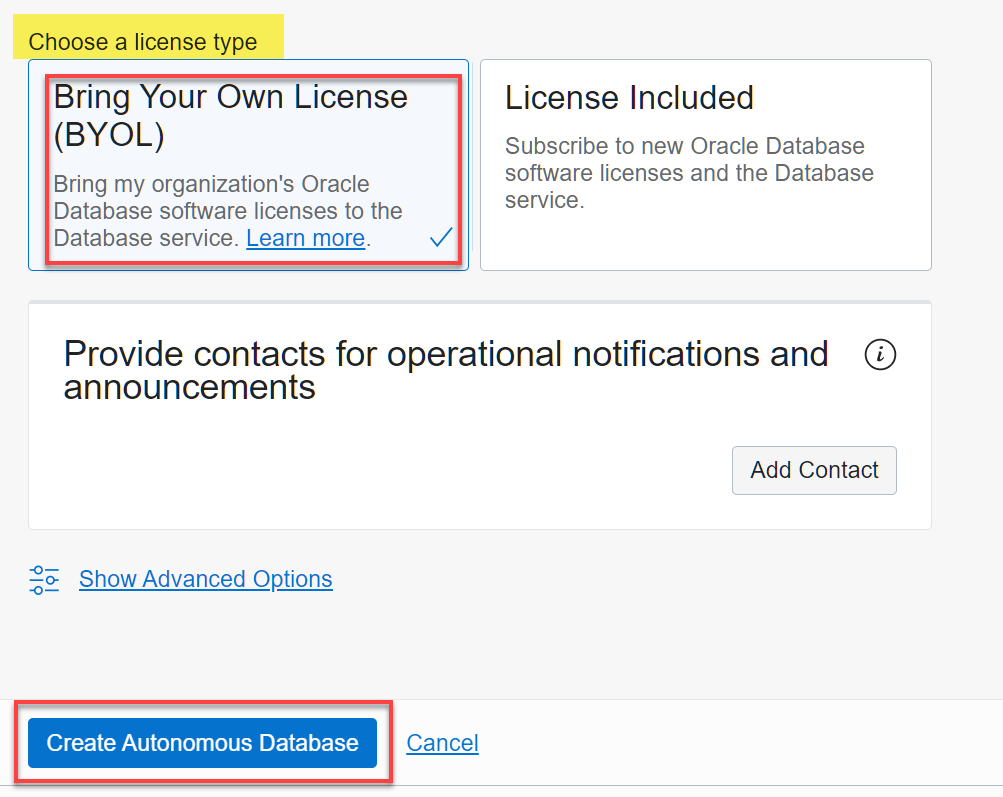 Choose a license type
Bring Your Own License
(BYOL)
Bring my organization's Oracle
Database software licenses to the
Database service. Learn more.
License Included
Subscribe to new Oracle Database
software licenses and the Database
service.
Provide contacts for operational notifications and
announcements
Add Contact
Show Advanced Options
Create Autonomous Database
Cancel